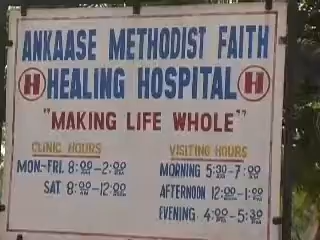 ANKAASE METHODIST FAITH
H HEALING HOSPITAL H
"MAKING LIFE WHOLE"
CLINIC HOURS
MON.-FRI. 8:00-2:00
SAT 8:00-12:00
VISITING HOURS
MORNING 5:30-7:00
AFTERNOON 12:00-1:00
EVENING 4:00-5:30